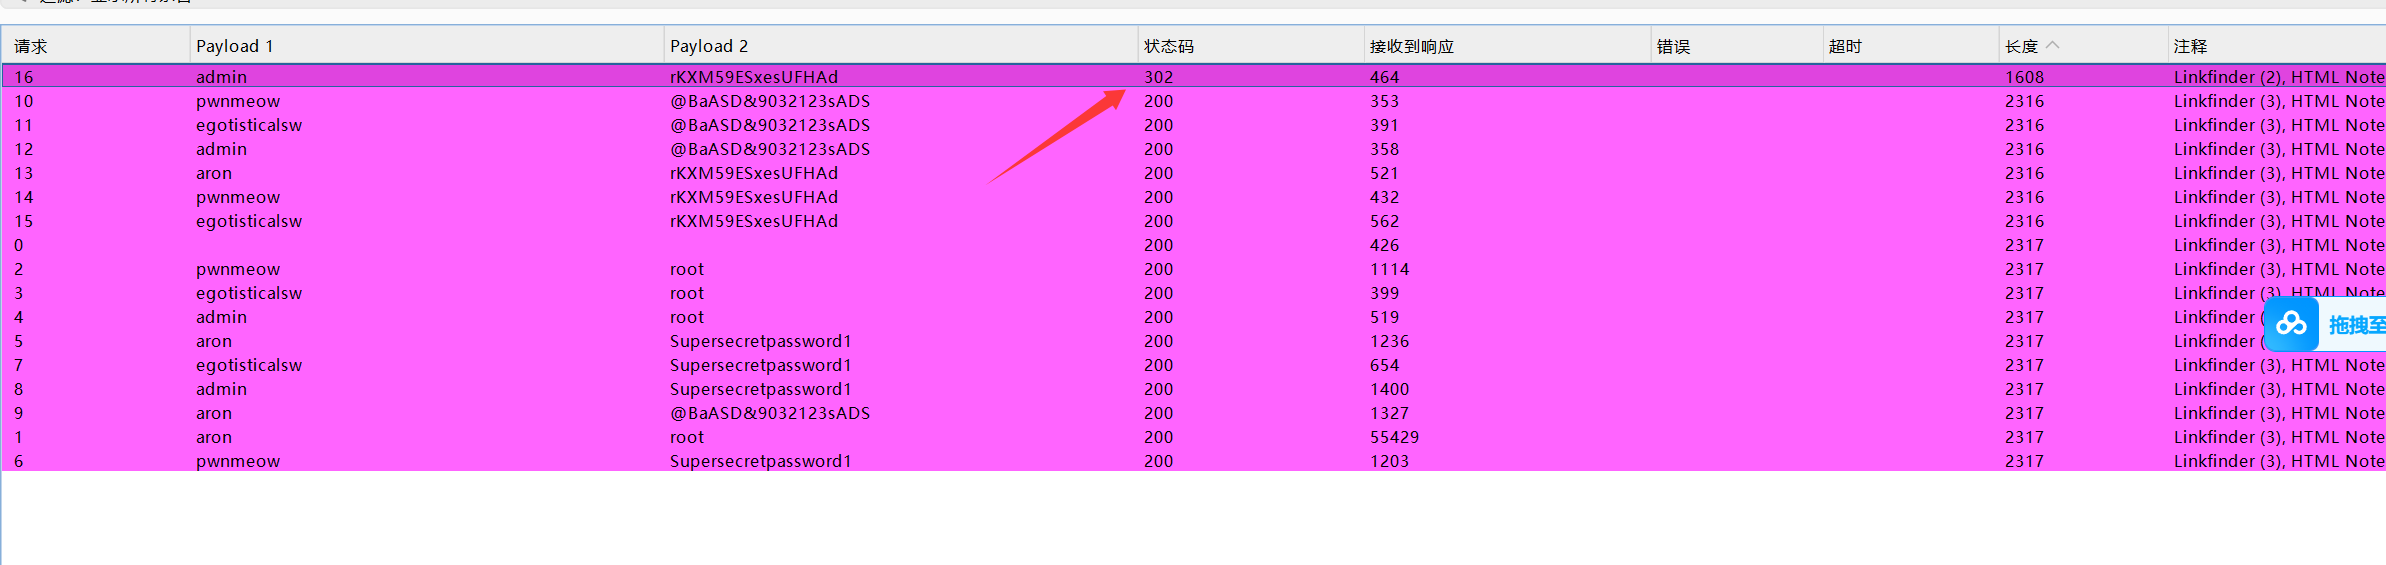 请求 Payload 1 Payload 2 状态码 接收到响应 错误 超时 长度 注释
16 admin rKXM59ESxesUFHAd 302 464 1608 Linkfinder (2), HTML Note
10 pwnmeow @BaASD&9032123sADS 200 353 2316 Linkfinder (3), HTML Note
11 egotisticalsw @BaASD&9032123sADS 200 391 2316 Linkfinder (3), HTML Note
12 admin @BaASD&9032123sADS 200 358 2316 Linkfinder (3), HTML Note
13 aron rKXM59ESxesUFHAd 200 521 2316 Linkfinder (3), HTML Note
14 pwnmeow rKXM59ESxesUFHAd 200 432 2316 Linkfinder (3), HTML Note
15 egotisticalsw rKXM59ESxesUFHAd 200 562 2316 Linkfinder (3), HTML Note
0 200 426 2317 Linkfinder (3), HTML Note
2 pwnmeow root 200 1114 2317 Linkfinder (3), HTML Note
3 egotisticalsw root 200 399 2317 Linkfinder (3), HTML Note
4 admin root 200 519 2317 Linkfinder
拖拽至
5 aron Supersecretpassword1 200 1236 2317 Linkfinder
7 egotisticalsw Supersecretpassword1 200 654 2317 Linkfinder (3), HTML Note
8 admin Supersecretpassword1 200 1400 2317 Linkfinder (3), HTML Note
9 aron @BaASD&9032123sADS 200 1327 2317 Linkfinder (3), HTML Note
1 aron root 200 55429 2317 Linkfinder (3), HTML Note
6 pwnmeow Supersecretpassword1 200 1203 2317 Linkfinder (3), HTML Note